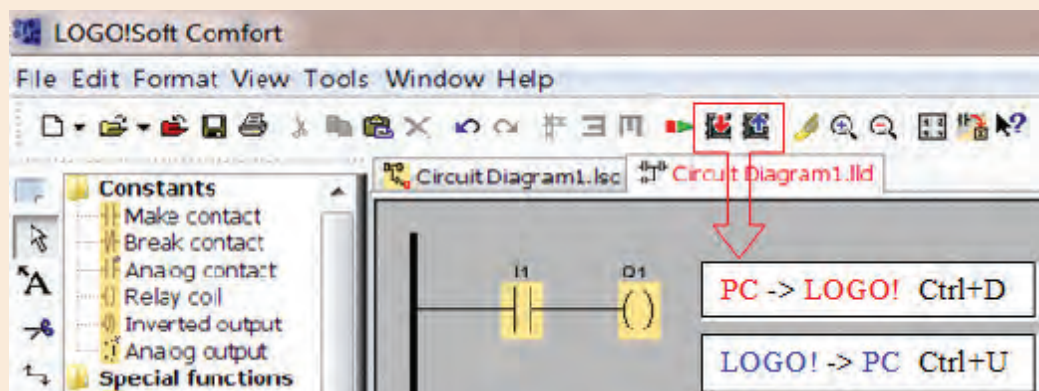 LOGO!Soft Comfort
File Edit Format View Tools Window Help
Circuit Diagram1.lsc
Circuit Diagram1.lld
Constants
Make contact
Break contact
Analog contact
Relay coil
Inverted output
Analog output
Special functions
I1
Q1
PC -> LOGO! Ctrl+D
LOGO! -> PC Ctrl+U
A